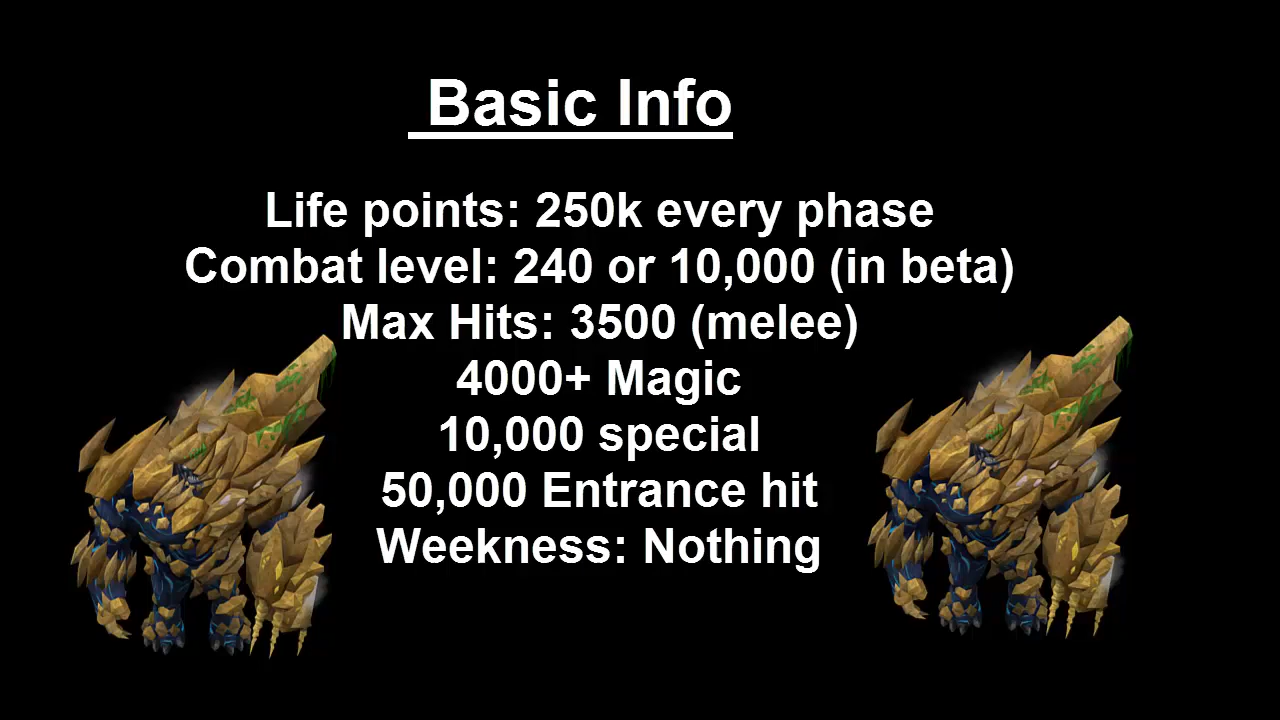 Basic Info
Life points: 250k every phase
Combat level: 240 or 10,000 (in beta)
Max Hits: 3500 (melee)
4000+ Magic
10,000 special
50,000 Entrance hit
Weekness: Nothing